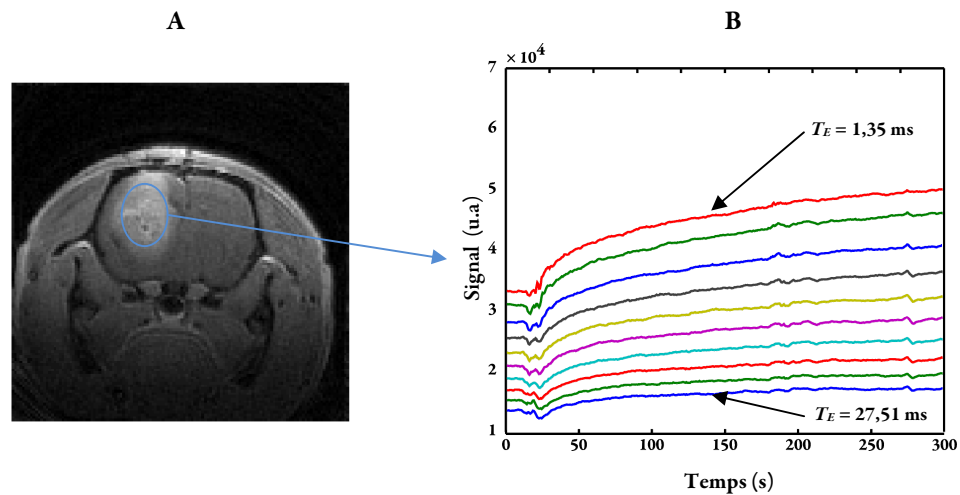 A
B
× 10⁴
7
6
5
4
3
2
1
Signal (u.a)
T_E = 1,35 ms
T_E = 27,51 ms
0 50 100 150 200 250 300
Temps (s)